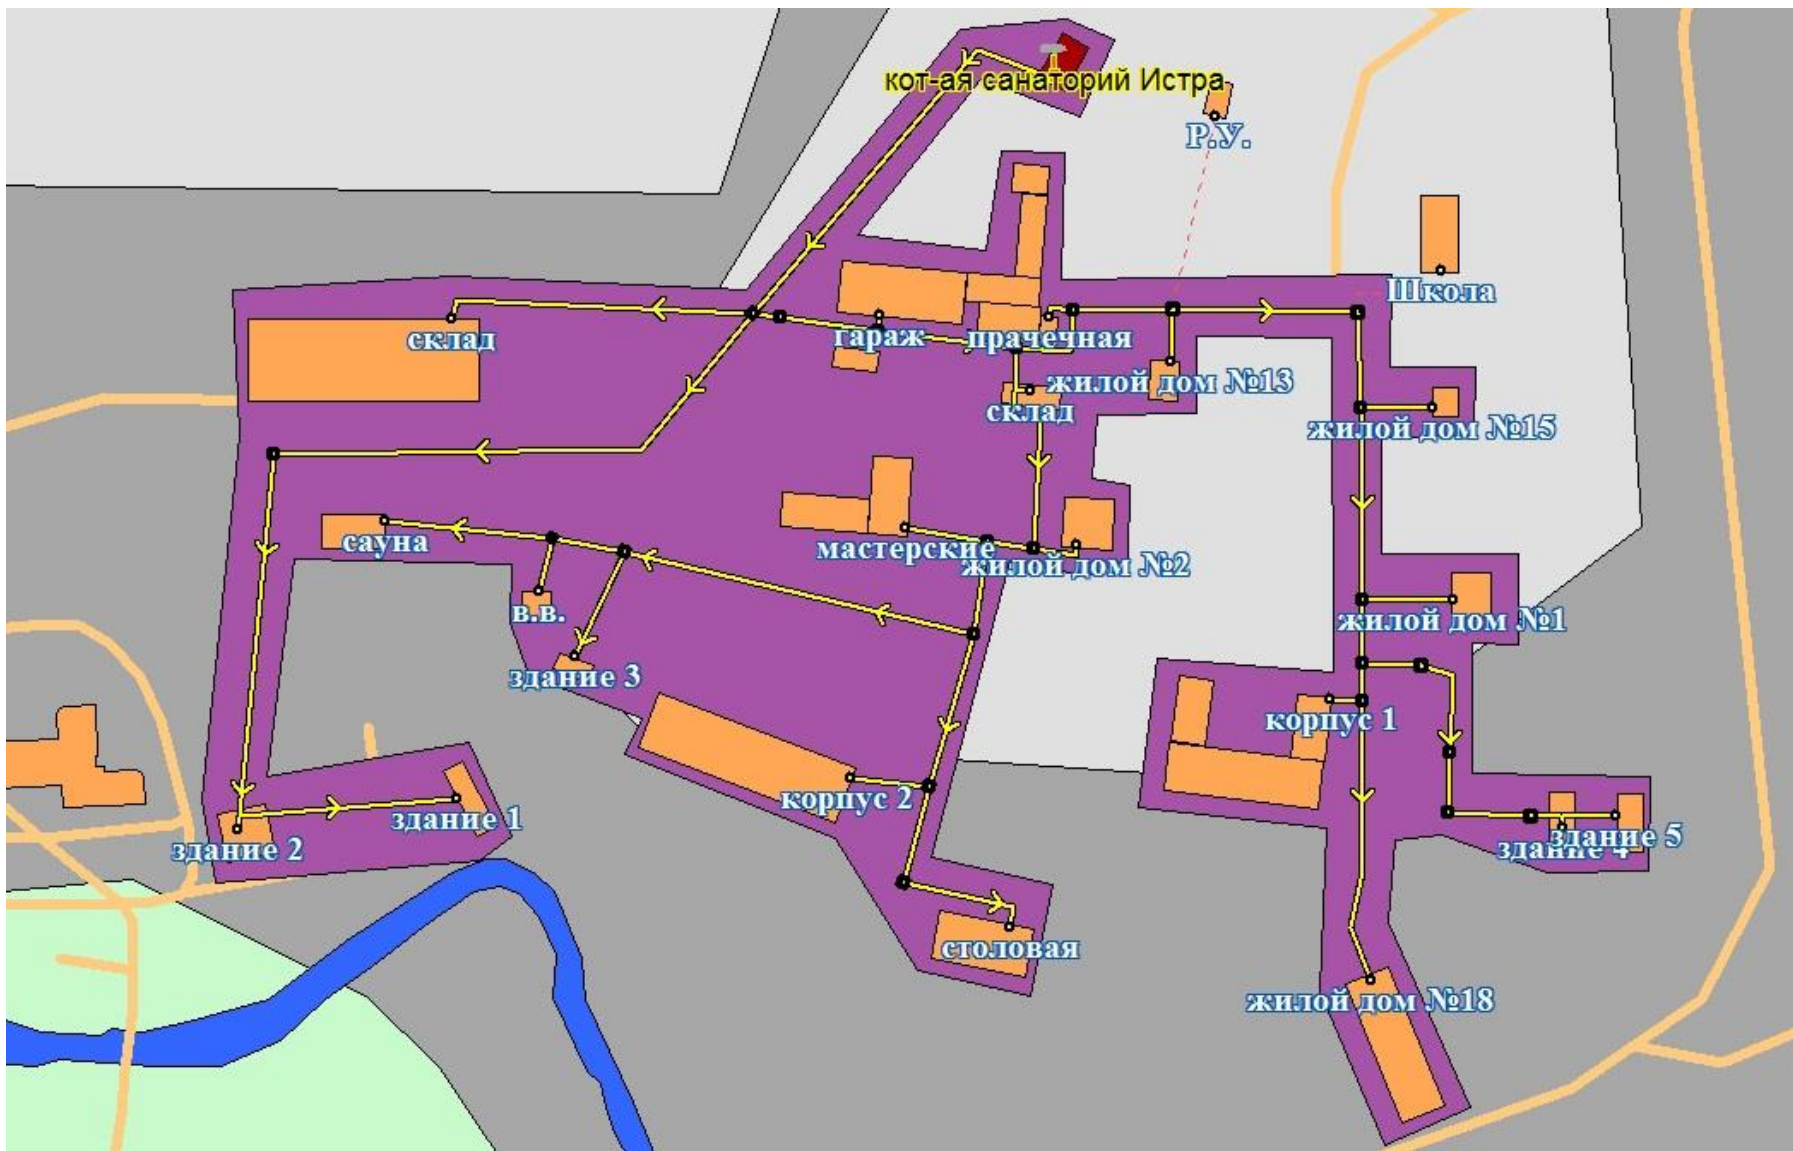 кот-ая санаторий Истра
Р.У.
Школа
склад
гараж
прачечная
жилой дом №13
склад
жилой дом №15
сауна
мастерские
жилой дом №2
в.в.
жилой дом №1
здание 3
корпус 1
корпус 2
здание 1
здание 2
здание 4
здание 5
столовая
жилой дом №18